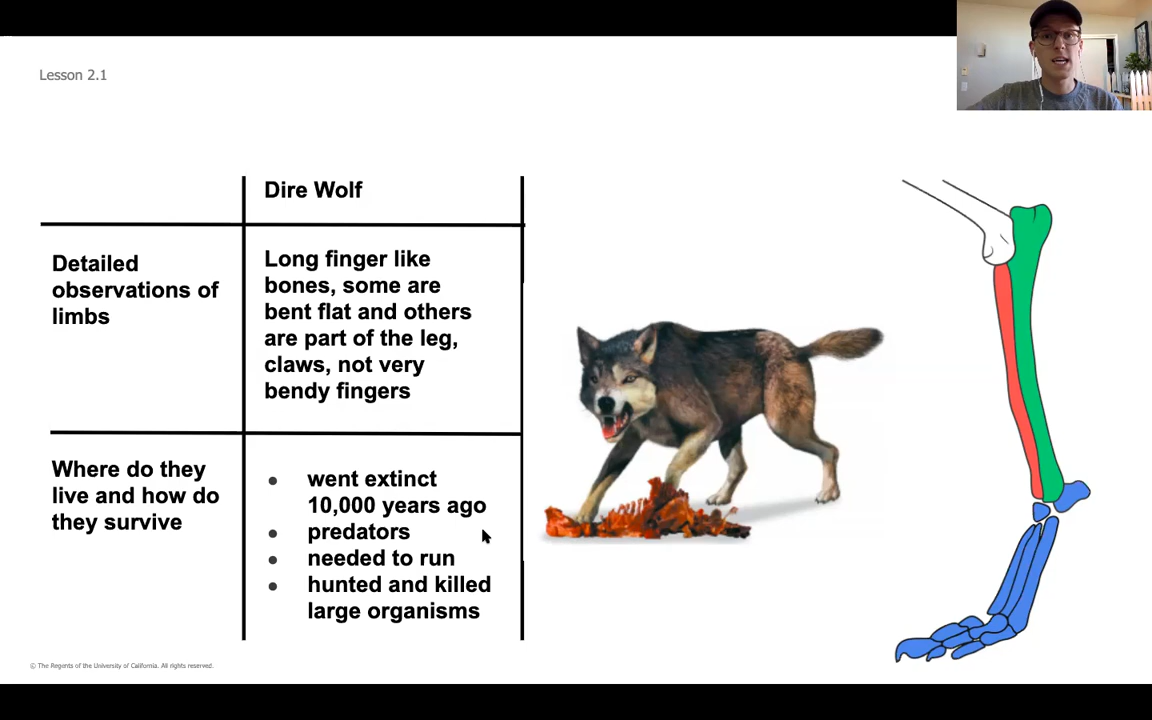 Lesson 2.1
Dire Wolf
Detailed
observations of
limbs
Long finger like
bones, some are
bent flat and others
are part of the leg,
claws, not very
bendy fingers
Where do they
live and how do
they survive
● went extinct
10,000 years ago
● predators
● needed to run
● hunted and killed
large organisms
© The Regents of the University of California. All rights reserved.